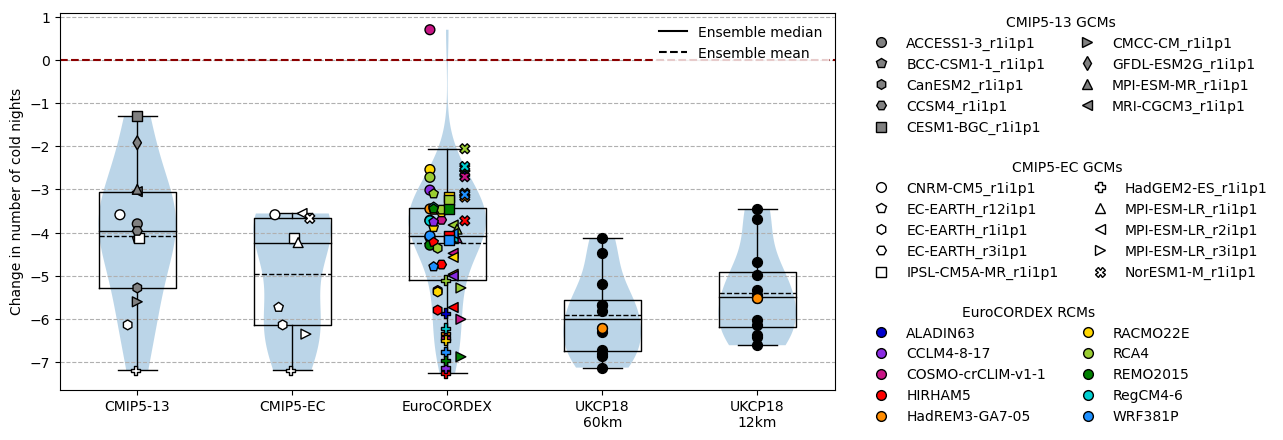 Change in number of cold nights
1
0
−1
−2
−3
−4
−5
−6
−7
Ensemble median
Ensemble mean
CMIP5-13
CMIP5-EC
EuroCORDEX
UKCP18
60km
UKCP18
12km
CMIP5-13 GCMs
ACCESS1-3_r1i1p1
BCC-CSM1-1_r1i1p1
CanESM2_r1i1p1
CCSM4_r1i1p1
CESM1-BGC_r1i1p1
CMCC-CM_r1i1p1
GFDL-ESM2G_r1i1p1
MPI-ESM-MR_r1i1p1
MRI-CGCM3_r1i1p1
CMIP5-EC GCMs
CNRM-CM5_r1i1p1
EC-EARTH_r12i1p1
EC-EARTH_r1i1p1
EC-EARTH_r3i1p1
IPSL-CM5A-MR_r1i1p1
HadGEM2-ES_r1i1p1
MPI-ESM-LR_r1i1p1
MPI-ESM-LR_r2i1p1
MPI-ESM-LR_r3i1p1
NorESM1-M_r1i1p1
EuroCORDEX RCMs
ALADIN63
CCLM4-8-17
COSMO-crCLIM-v1-1
HIRHAM5
HadREM3-GA7-05
RACMO22E
RCA4
REMO2015
RegCM4-6
WRF381P